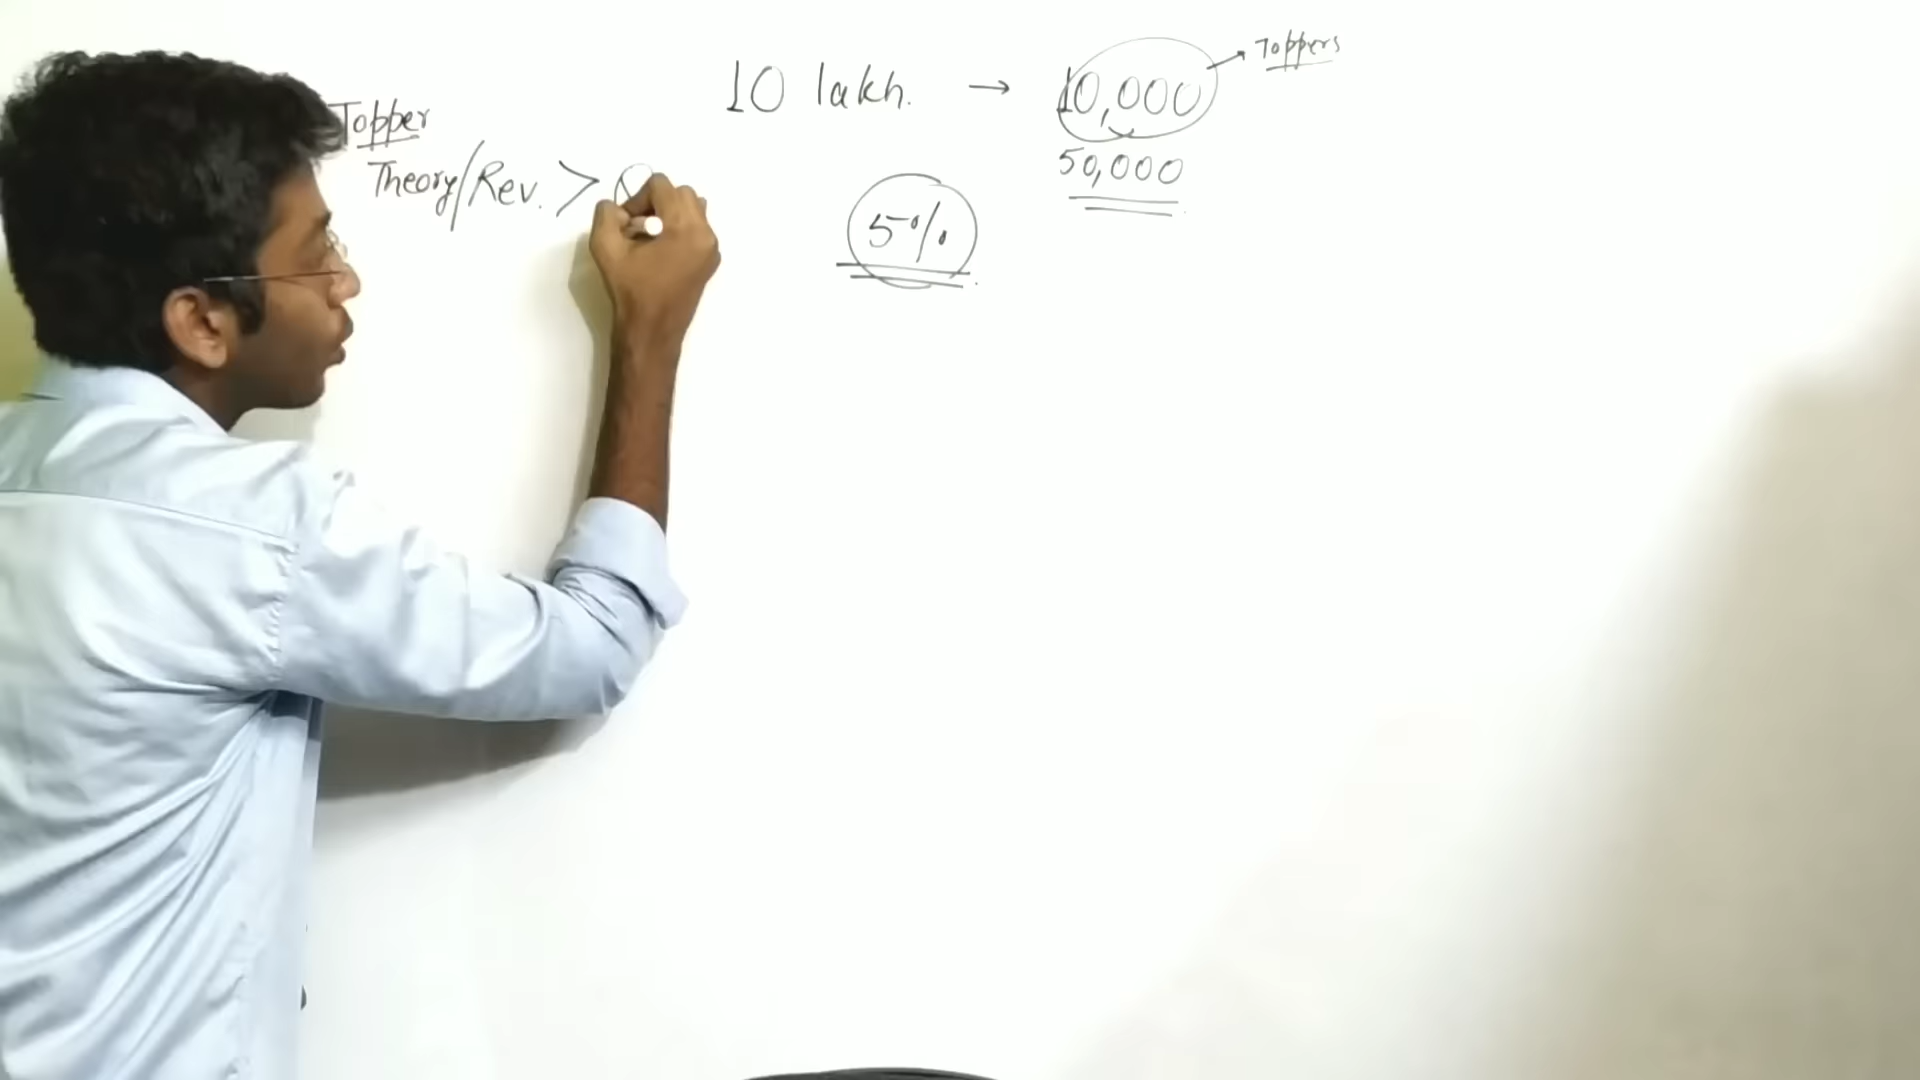 Topper
Theory/Rev. >
10 lakh. → 10,000 → Toppers
50,000
5%